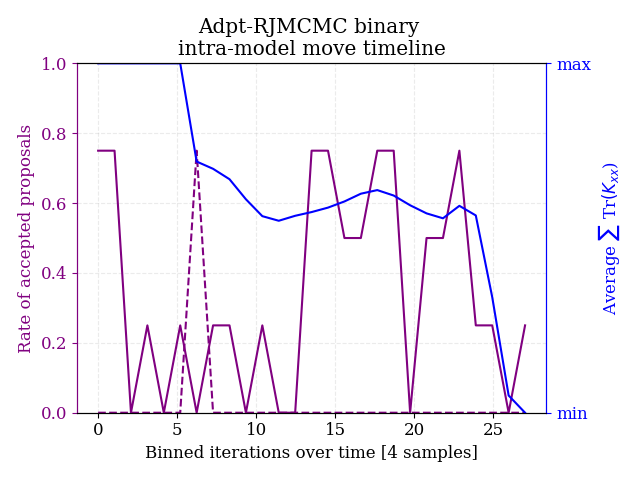 Adpt-RJMCMC binary
intra-model move timeline
1.0
0.8
0.6
0.4
0.2
0.0
Rate of accepted proposals
max
min
Average ∑ Tr(Kxx)
0 5 10 15 20 25
Binned iterations over time [4 samples]